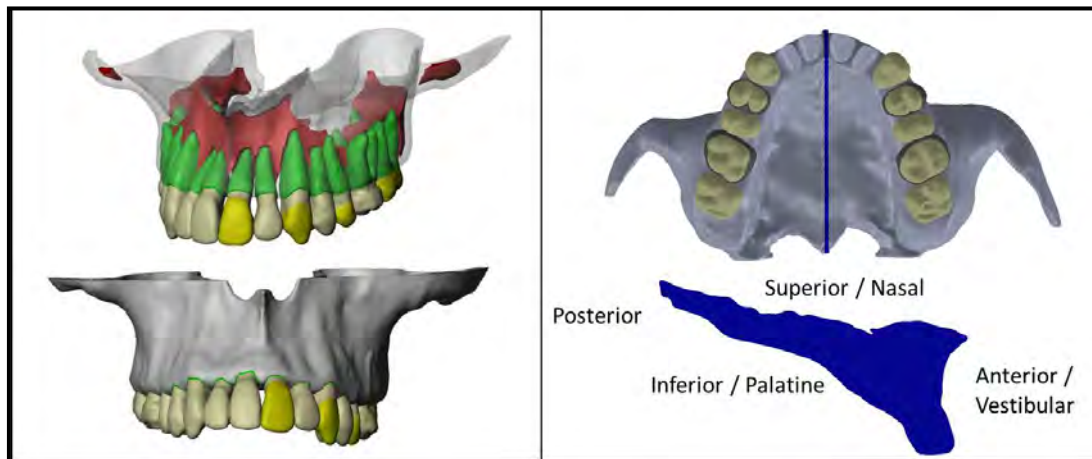 Superior / Nasal
Posterior
Inferior / Palatine
Anterior /
Vestibular